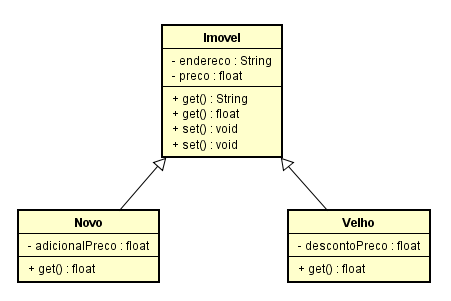 Imovel
- endereco : String
- preco : float
+ get() : String
+ get() : float
+ set() : void
+ set() : void
Novo
- adicionalPreco : float
+ get() : float
Velho
- descontoPreco : float
+ get() : float